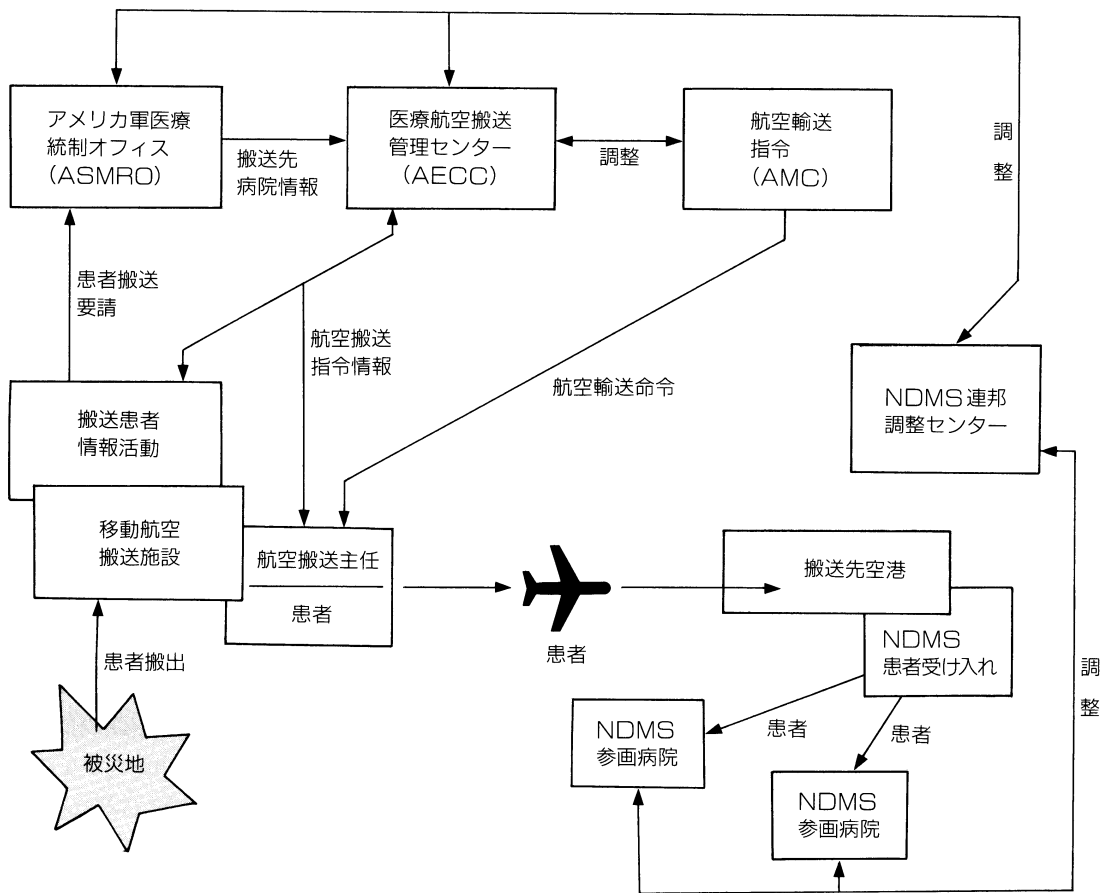 アメリカ軍医療
統制オフィス
（ASMRO）
搬送先
病院情報
医療航空搬送
管理センター
（AECC）
調整
航空輸送
指令
（AMC）
調
整
患者搬送
要請
航空搬送
指令情報
航空輸送命令
NDMS連邦
調整センター
搬送患者
情報活動
移動航空
搬送施設
航空搬送主任
患者
患者
搬送先空港
NDMS
患者受け入れ
患者搬出
被災地
患者
患者
NDMS
参画病院
NDMS
参画病院
調
整